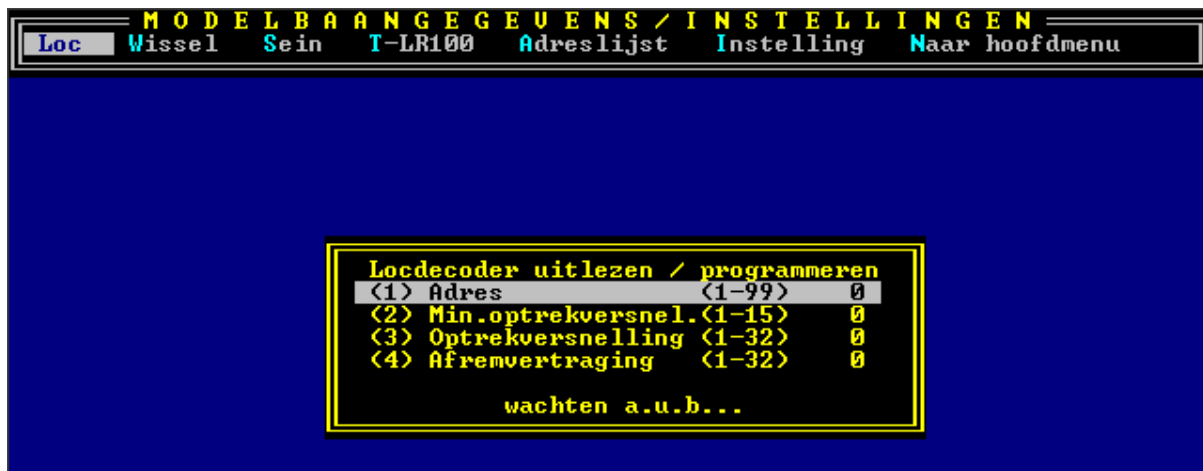 MODELBAANGEGEVENS/INSTELLINGEN
Loc Wissel Sein T-LR100 Adreslijst Instelling Naar hoofdmenu
Locdecoder uitlezen / programmeren
(1) Adres (1-99) 0
(2) Min.optrekversnel.(1-15) 0
(3) Optrekversnelling (1-32) 0
(4) Afremvertraging (1-32) 0
wachten a.u.b...